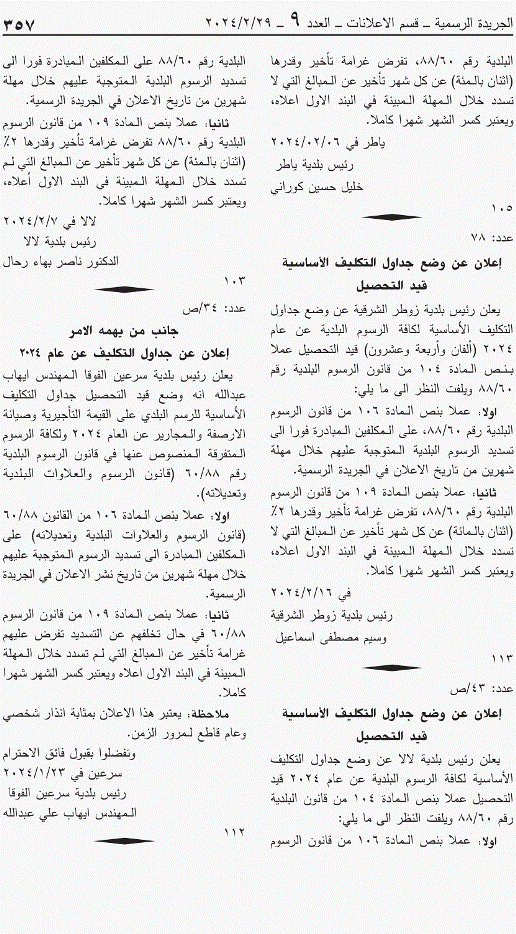 الجريدة الرسمية ــ قسم الاعلانات ــ العدد ٩ ــ ٢٠٢٤/٢/٢٩
٣٥٧
البلدية رقم ٨٨/٦٠، تفرض غرامة تأخير وقدرها
(اثنان بالمئة) عن كل شهر تأخير عن المبالغ التي لا
تسدد خلال المهلة المبينة في البند الاول اعلاه،
ويعتبر كسر الشهر شهرا كاملا.
ياطر في ٢٠٢٤/٠٢/٠٦
رئيس بلدية ياطر
خليل حسين كوراني
١٠٥
عدد: ٧٨
إعلان عن وضع جداول التكليف الأساسية
قيد التحصيل
يعلن رئيس بلدية زوطر الشرقية عن وضع جداول
التكليف الأساسية لكافة الرسوم البلدية عن عام
٢٠٢٤ (ألفان وأربعة وعشرون) قيد التحصيل عملا
بنص المادة ١٠٤ من قانون الرسوم البلدية رقم
٨٨/٦٠ ويلفت النظر الى ما يلي:
اولا: عملا بنص المادة ١٠٦ من قانون الرسوم
البلدية رقم ٨٨/٦٠، على المكلفين المبادرة فورا الى
تسديد الرسوم البلدية المتوجبة عليهم خلال مهلة
شهرين من تاريخ الاعلان في الجريدة الرسمية.
ثانيا: عملا بنص المادة ١٠٩ من قانون الرسوم
البلدية رقم ٨٨/٦٠، تفرض غرامة تأخير وقدرها ٢٪
(اثنان بالمئة) عن كل شهر تأخير عن المبالغ التي لا
تسدد خلال المهلة المبينة في البند الاول اعلاه،
ويعتبر كسر الشهر شهرا كاملا.
في ٢٠٢٤/٢/١٦
رئيس بلدية زوطر الشرقية
وسيم مصطفى اسماعيل
١١٣
عدد: ٤٣/ص
إعلان عن وضع جداول التكليف الأساسية
قيد التحصيل
يعلن رئيس بلدية لالا عن وضع جداول التكليف
الأساسية لكافة الرسوم البلدية عن عام ٢٠٢٤ قيد
التحصيل عملا بنص المادة ١٠٤ من قانون البلدية
رقم ٨٨/٦٠ ويلفت النظر الى ما يلي:
اولا: عملا بنص المادة ١٠٦ من قانون الرسوم
البلدية رقم ٨٨/٦٠ على المكلفين المبادرة فورا الى
تسديد الرسوم البلدية المتوجبة عليهم خلال مهلة
شهرين من تاريخ الاعلان في الجريدة الرسمية.
ثانيا: عملا بنص المادة ١٠٩ من قانون الرسوم
البلدية رقم ٨٨/٦٠ تفرض غرامة تأخير وقدرها ٢٪
(اثنان بالمئة) عن كل شهر تأخير عن المبالغ التي لم
تسدد خلال المهلة المبينة في البند الاول أعلاه،
ويعتبر كسر الشهر شهرا كاملا.
لالا في ٢٠٢٤/٢/٧
رئيس بلدية لالا
الدكتور ناصر بهاء رحال
١٠٣
عدد: ٣٤/ص
جانب من يهمه الامر
إعلان عن جداول التكليف عن عام ٢٠٢٤
يعلن رئيس بلدية سرعين الفوقا المهندس ايهاب
عبدالله انه وضع قيد التحصيل جداول التكليف
الأساسية للرسم البلدي على القيمة التأجيرية وصيانة
الارصفة والمجارير عن العام ٢٠٢٤ ولكافة الرسوم
المتفرقة المنصوص عنها في قانون الرسوم البلدية
رقم ٦٠/٨٨ (قانون الرسوم والعلاوات البلدية
وتعديلاته).
اولا: عملا بنص المادة ١٠٦ من القانون ٦٠/٨٨
(قانون الرسوم والعلاوات البلدية وتعديلاته) على
المكلفين المبادرة الى تسديد الرسوم المتوجبة عليهم
خلال مهلة شهرين من تاريخ نشر الاعلان في الجريدة
الرسمية.
ثانيا: عملا بنص المادة ١٠٩ من قانون الرسوم
٦٠/٨٨ في حال تخلفهم عن التسديد تفرض عليهم
غرامة تأخير عن المبالغ التي لم تسدد خلال المهلة
المبينة في البند الاول اعلاه ويعتبر كسر الشهر شهرا
كاملا.
ملاحظة: يعتبر هذا الاعلان بمثابة انذار شخصي
وعام قاطع لمرور الزمن.
وتفضلوا بقبول فائق الاحترام
سرعين في ٢٠٢٤/١/٢٣
رئيس بلدية سرعين الفوقا
المهندس ايهاب علي عبدالله
١١٢